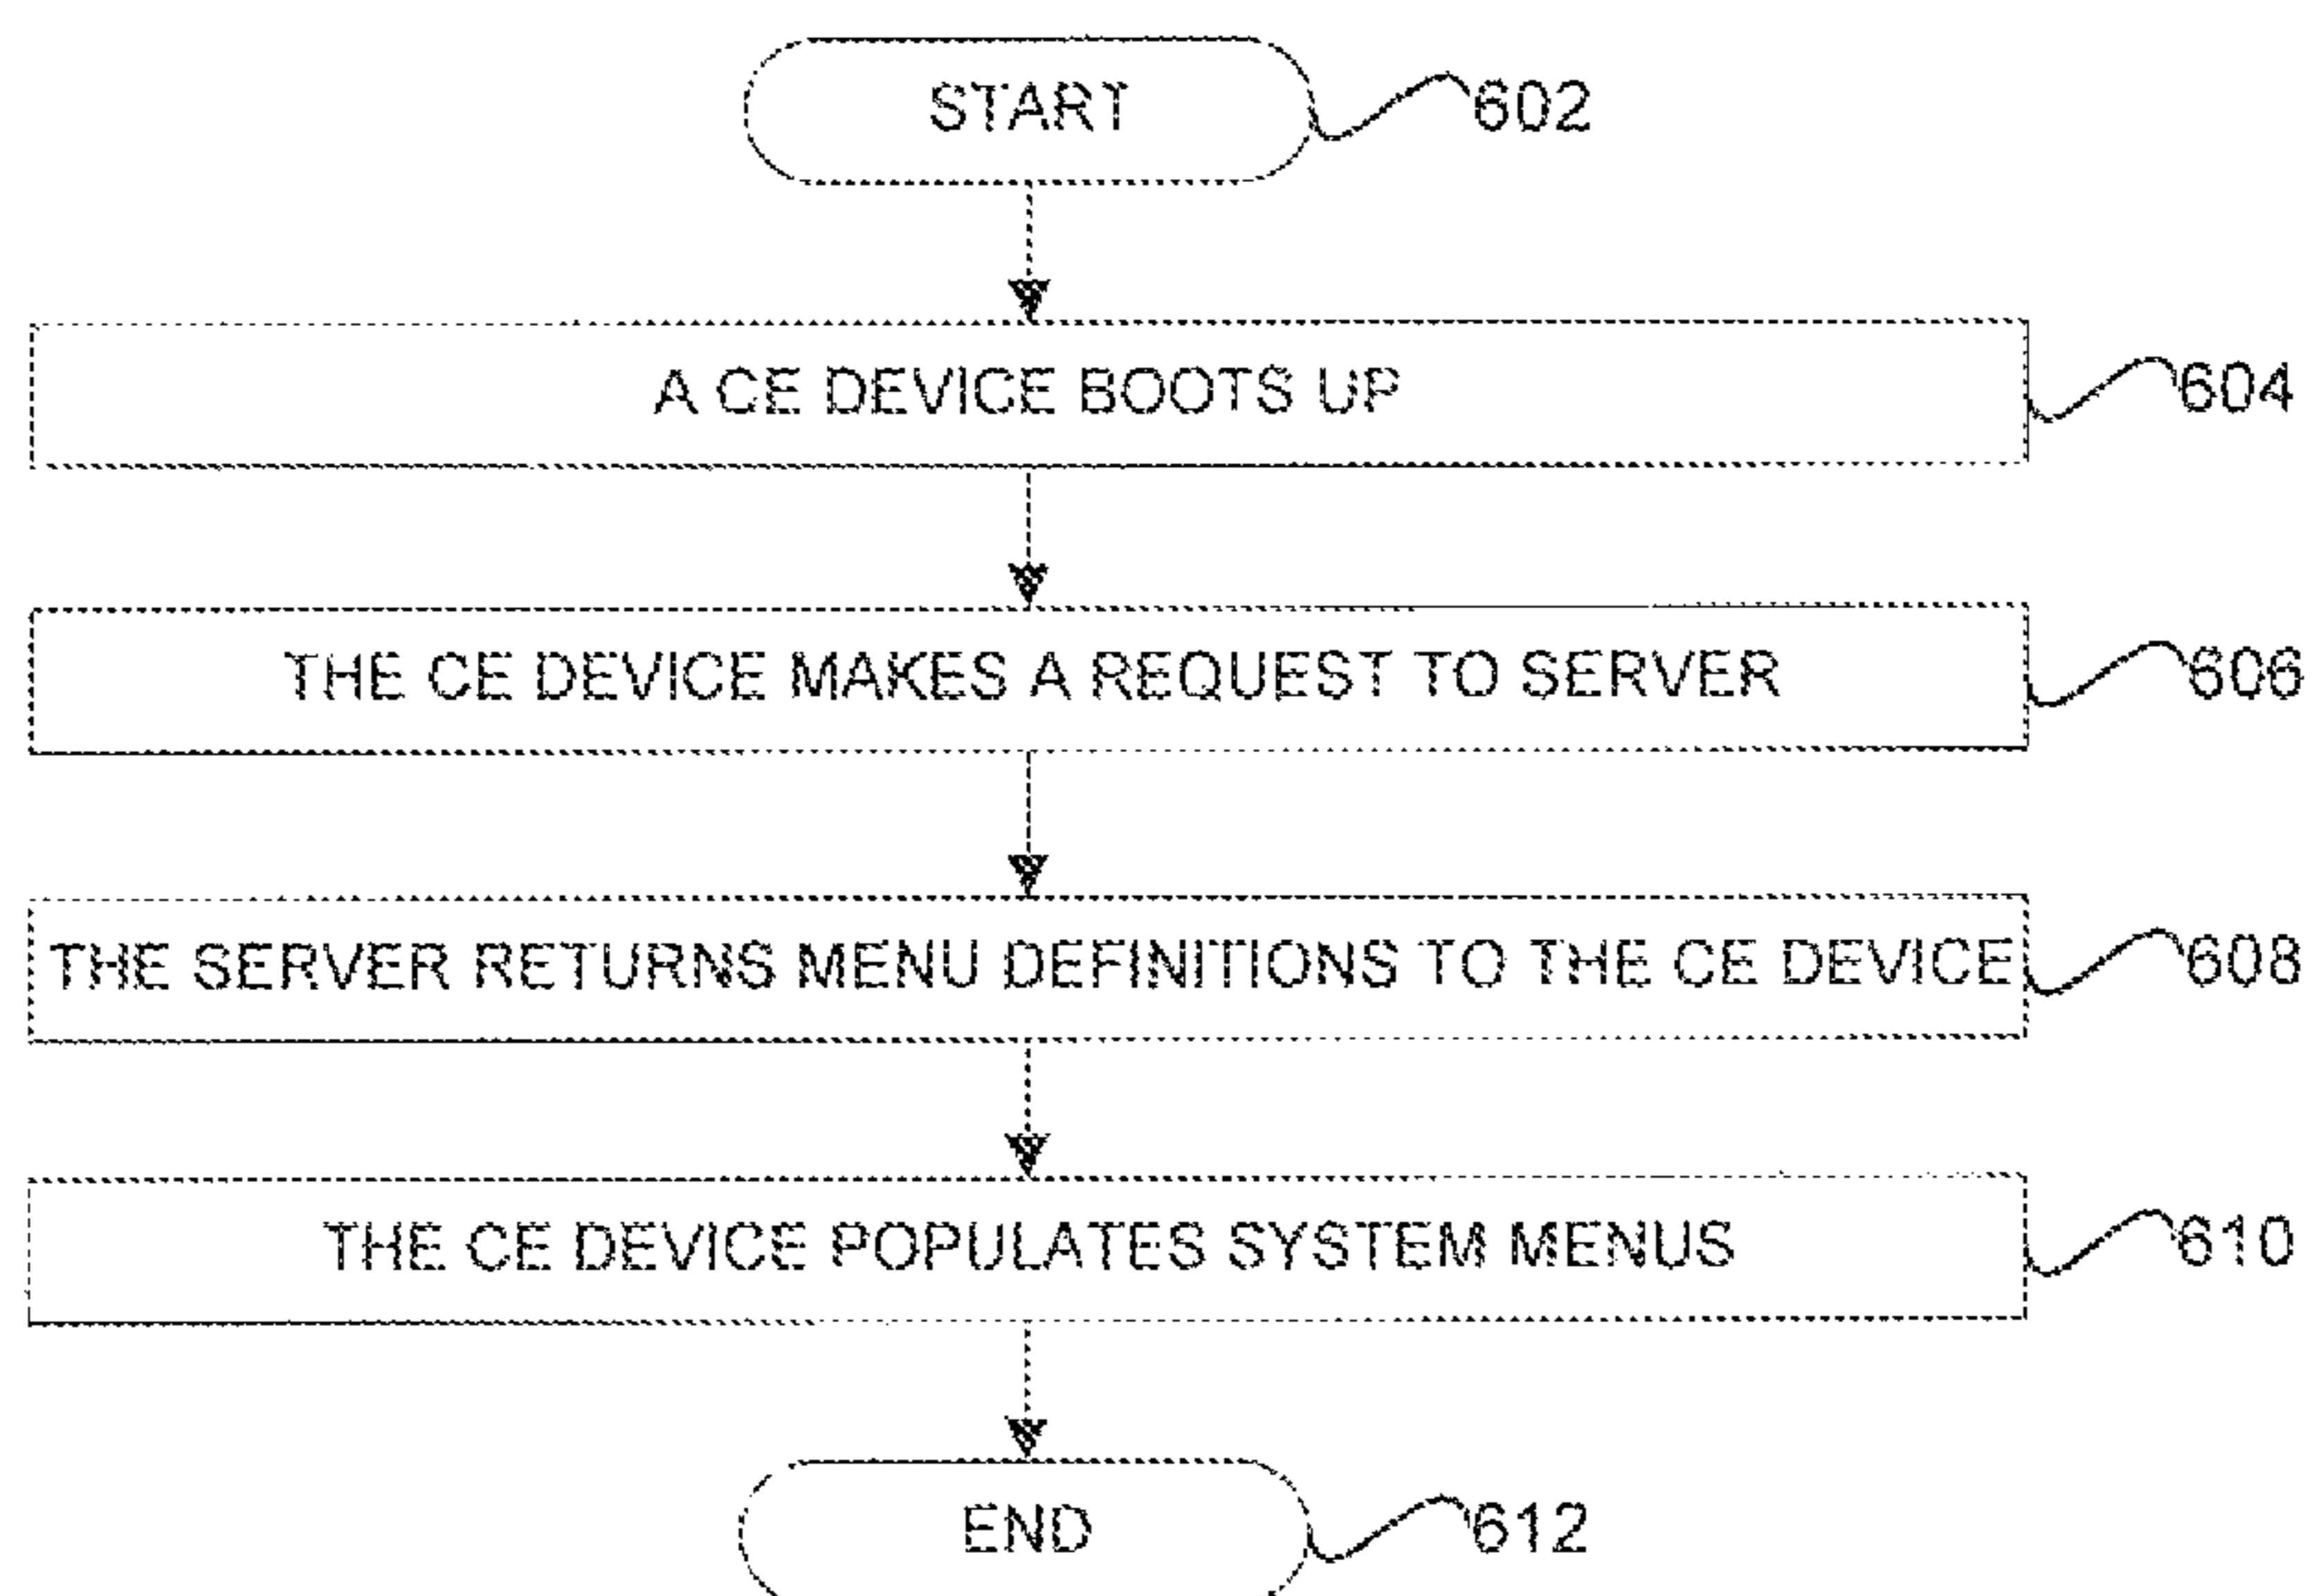 START 602
A CE DEVICE BOOTS UP 604
THE CE DEVICE MAKES A REQUEST TO SERVER 606
THE SERVER RETURNS MENU DEFINITIONS TO THE CE DEVICE 608
THE CE DEVICE POPULATES SYSTEM MENUS 610
END 612